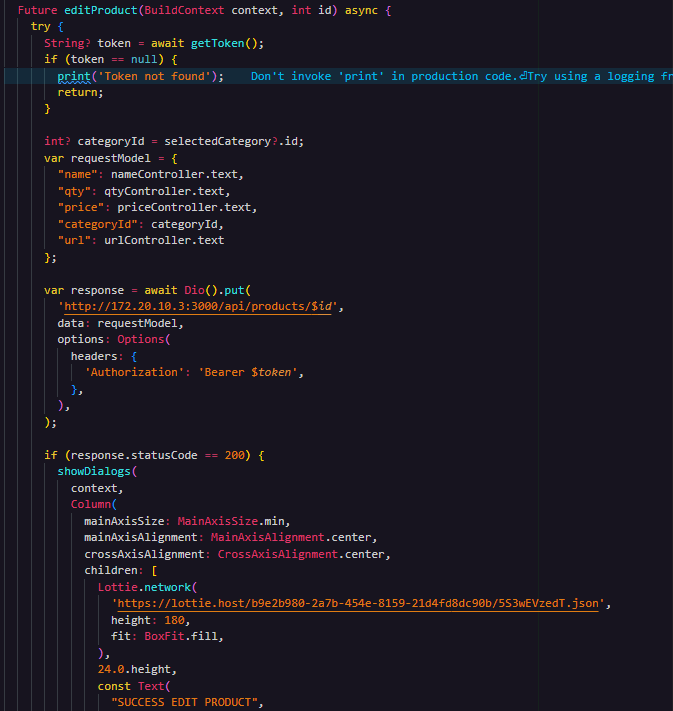 Future editProduct(BuildContext context, int id) async {
  try {
    String? token = await getToken();
    if (token == null) {
      print('Token not found');    Don't invoke 'print' in production code.⏎Try using a logging fr
      return;
    }

    int? categoryId = selectedCategory?.id;
    var requestModel = {
      "name": nameController.text,
      "qty": qtyController.text,
      "price": priceController.text,
      "categoryId": categoryId,
      "url": urlController.text
    };

    var response = await Dio().put(
      'http://172.20.10.3:3000/api/products/$id',
      data: requestModel,
      options: Options(
        headers: {
          'Authorization': 'Bearer $token',
        },
      ),
    );

    if (response.statusCode == 200) {
      showDialogs(
        context,
        Column(
          mainAxisSize: MainAxisSize.min,
          mainAxisAlignment: MainAxisAlignment.center,
          crossAxisAlignment: CrossAxisAlignment.center,
          children: [
            Lottie.network(
              'https://lottie.host/b9e2b980-2a7b-454e-8159-21d4fd8dc90b/5S3wEVzedT.json',
              height: 180,
              fit: BoxFit.fill,
            ),
            24.0.height,
            const Text(
              "SUCCESS EDIT PRODUCT",